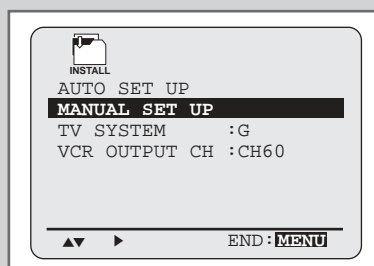 INSTALL
AUTO SET UP
MANUAL SET UP
TV SYSTEM :G
VCR OUTPUT CH :CH60
▲▼ ▶ END:MENU